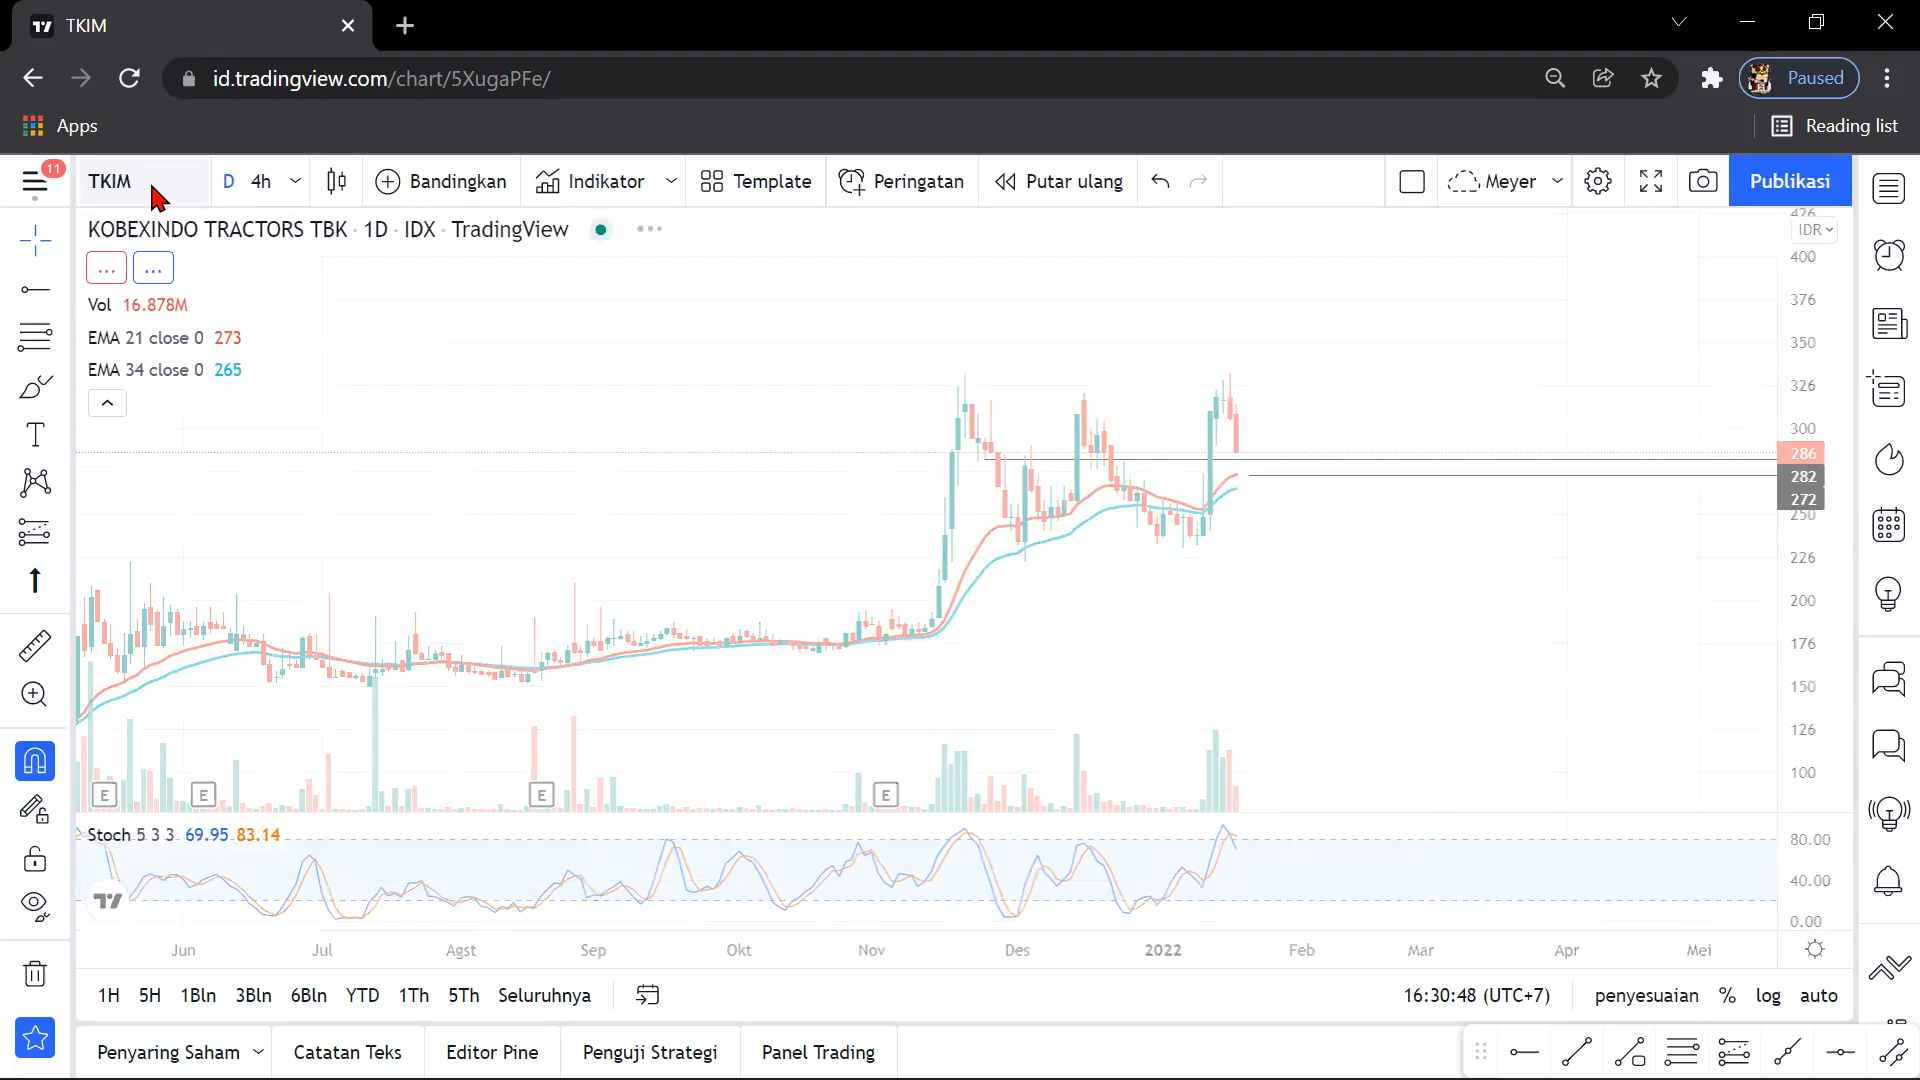 TKIM
id.tradingview.com/chart/5XugaPFe/
Paused
Apps
Reading list
11
TKIM
D 4h
Bandingkan
Indikator
Template
Peringatan
Putar ulang
Meyer
Publikasi
KOBEXINDO TRACTORS TBK · 1D · IDX · TradingView
IDR
Vol 16.878M
EMA 21 close 0 273
EMA 34 close 0 265
426
400
376
350
326
300
286
282
272
250
226
200
176
150
126
100
E E E E
Stoch 5 3 3 69.95 83.14
80.00
40.00
0.00
Jun Jul Agst Sep Okt Nov Des 2022 Feb Mar Apr Mei
1H 5H 1Bln 3Bln 6Bln YTD 1Th 5Th Seluruhnya
16:30:48 (UTC+7)
penyesuaian % log auto
Penyaring Saham
Catatan Teks
Editor Pine
Penguji Strategi
Panel Trading